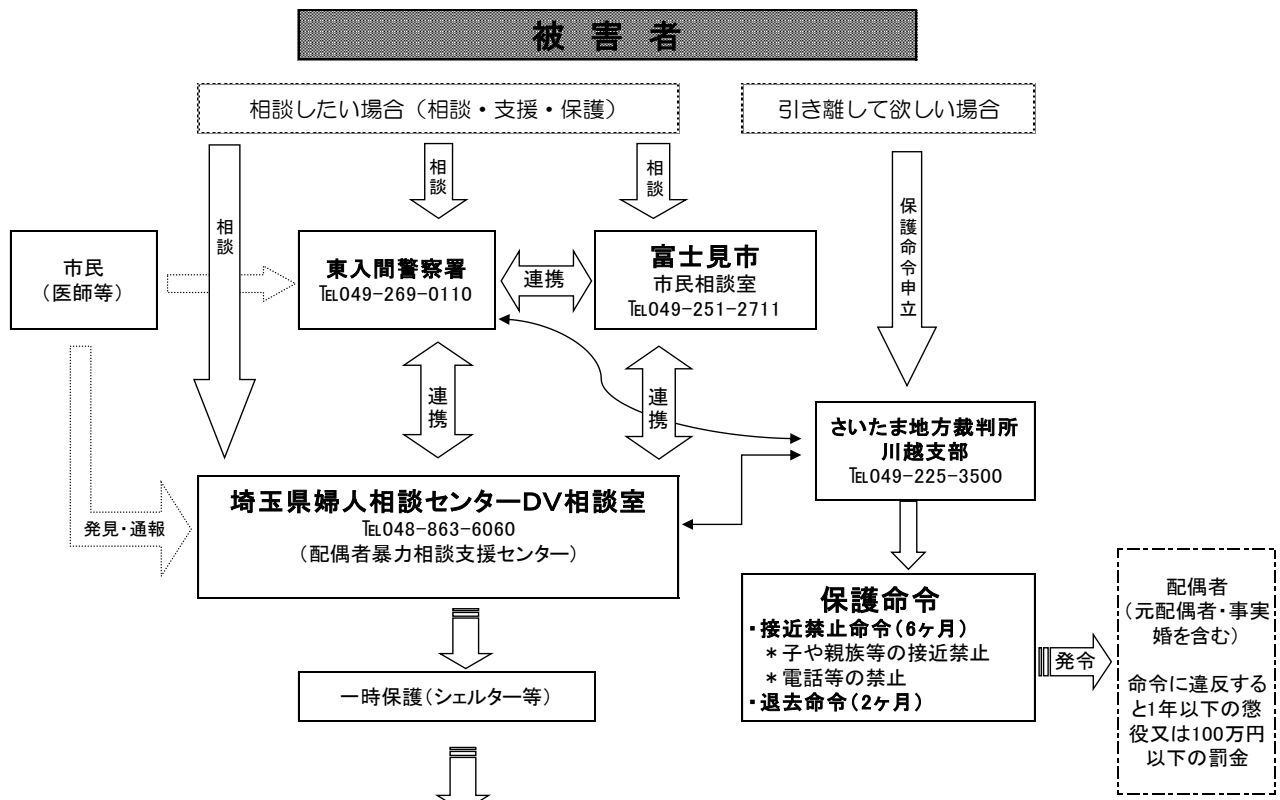 被害者
相談したい場合（相談・支援・保護）
引き離して欲しい場合
相談
相談
相談
保護命令申立
市民
（医師等）
東入間警察署
℡049-269-0110
連携
富士見市
市民相談室
℡049-251-2711
連携
連携
さいたま地方裁判所
川越支部
℡049-225-3500
発見・通報
埼玉県婦人相談センターDV相談室
℡048-863-6060
（配偶者暴力相談支援センター）
保護命令
・接近禁止命令（6ヶ月）
＊子や親族等の接近禁止
＊電話等の禁止
・退去命令（2ヶ月）
発令
配偶者
（元配偶者・事実
婚を含む）
命令に違反する
と1年以下の懲
役又は100万円
以下の罰金
一時保護（シェルター等）